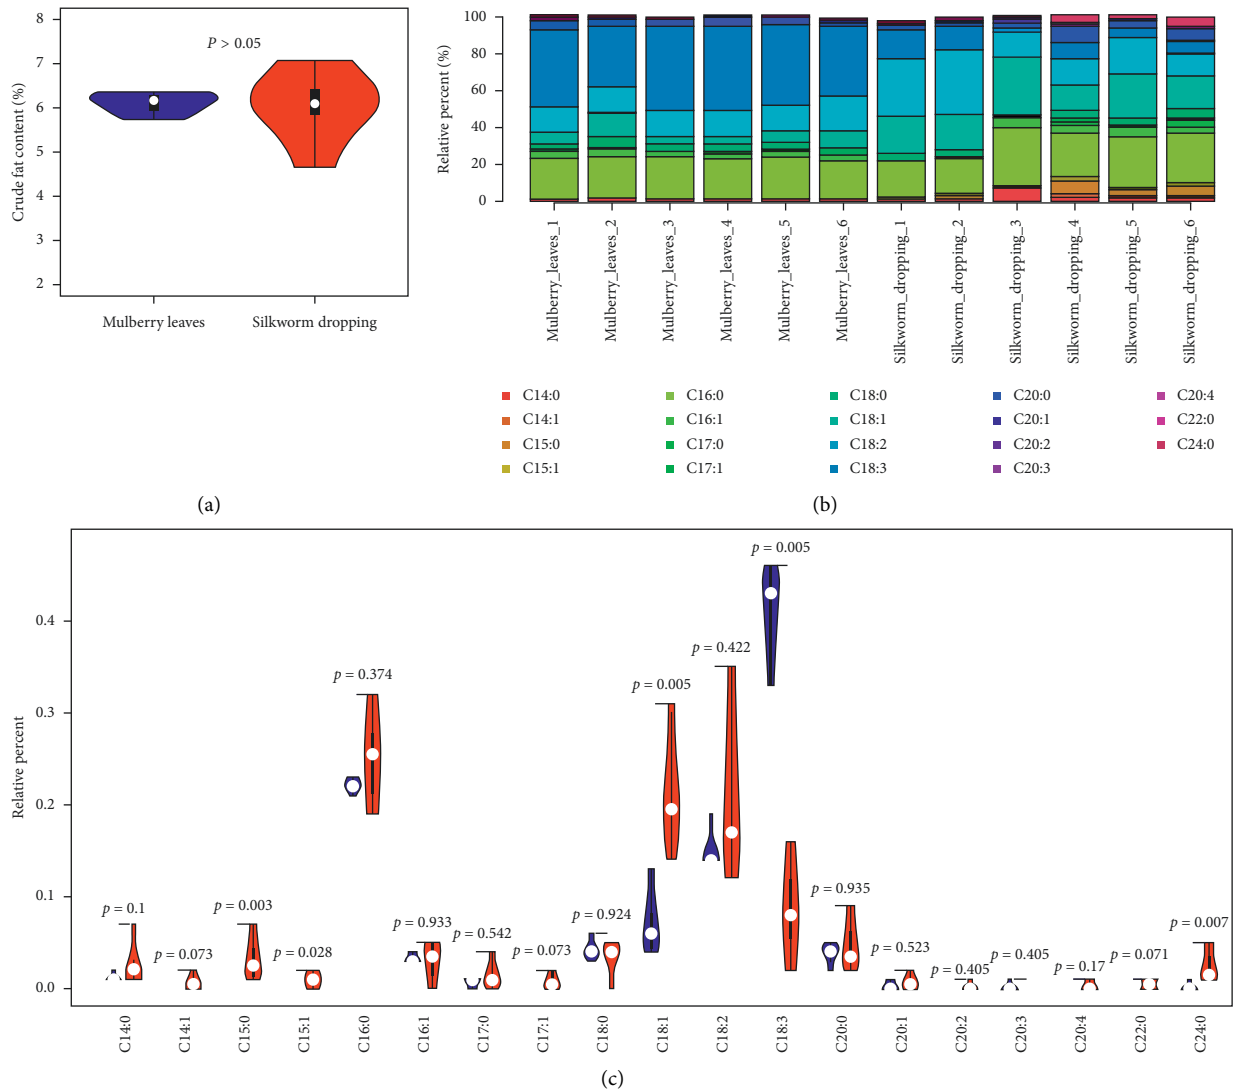 P > 0.05
Crude fat content (%)
8
7
6
5
4
3
2
Mulberry leaves
Silkworm dropping
(a)
Relative percent (%)
100
80
60
40
20
0
Mulberry_leaves_1
Mulberry_leaves_2
Mulberry_leaves_3
Mulberry_leaves_4
Mulberry_leaves_5
Mulberry_leaves_6
Silkworm_dropping_1
Silkworm_dropping_2
Silkworm_dropping_3
Silkworm_dropping_4
Silkworm_dropping_5
Silkworm_dropping_6
C14:0
C14:1
C15:0
C15:1
C16:0
C16:1
C17:0
C17:1
C18:0
C18:1
C18:2
C18:3
C20:0
C20:1
C20:2
C20:3
C20:4
C22:0
C24:0
(b)
Relative percent
0.4
0.3
0.2
0.1
0.0
p = 0.1
p = 0.073
p = 0.003
p = 0.028
p = 0.374
p = 0.933
p = 0.542
p = 0.073
p = 0.924
p = 0.005
p = 0.422
p = 0.005
p = 0.935
p = 0.523
p = 0.405
p = 0.405
p = 0.17
p = 0.071
p = 0.007
C14:0
C14:1
C15:0
C15:1
C16:0
C16:1
C17:0
C17:1
C18:0
C18:1
C18:2
C18:3
C20:0
C20:1
C20:2
C20:3
C20:4
C22:0
C24:0
(c)